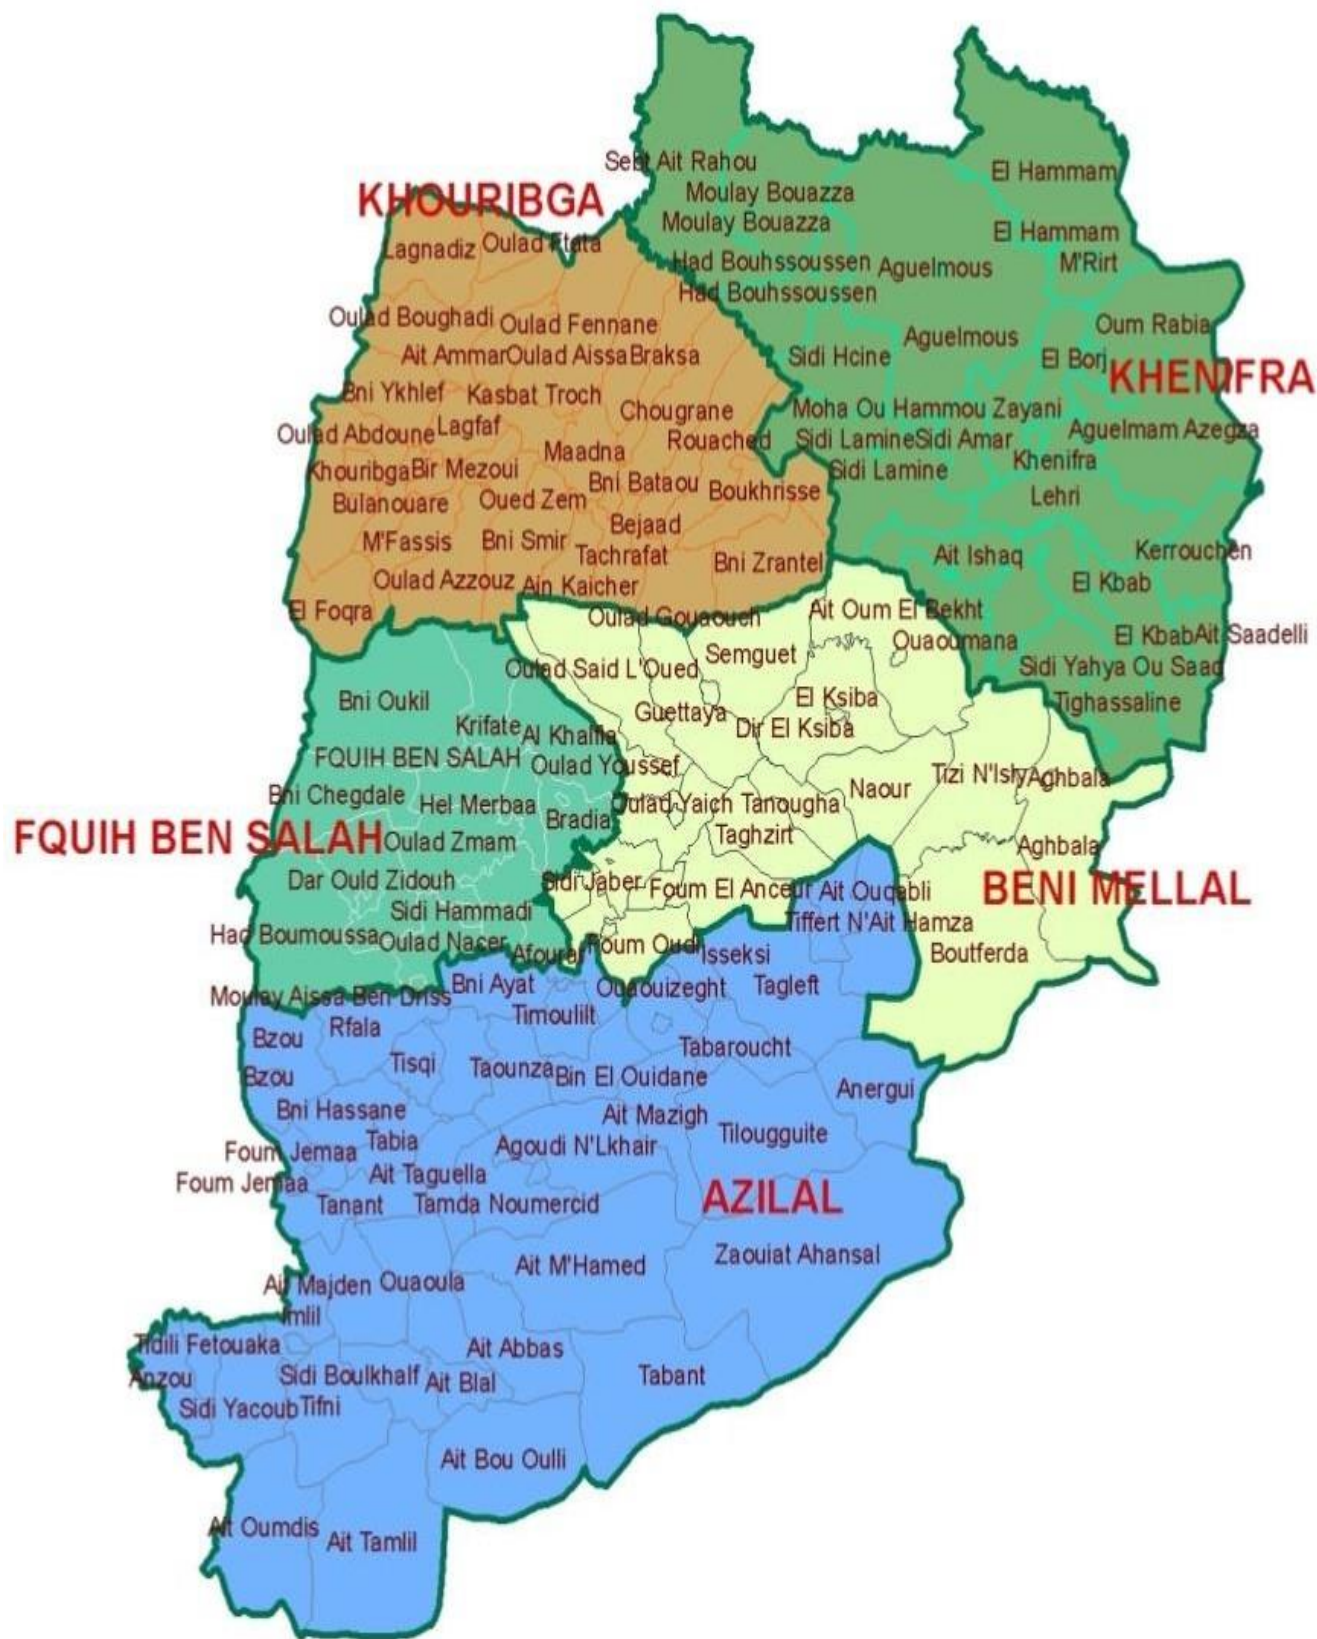 Sebt Ait Rahou
El Hammam
Moulay Bouazza
KHOURIBGA
Moulay Bouazza
El Hammam
Lagnadiz
Oulad Ftata
Had Bouhssoussen
Aguelmous
M'Rirt
Had Bouhssoussen
Oulad Boughadi
Oulad Fennane
Oum Rabia
Aguelmous
Ait Ammar
Oulad Aissa
Braksa
Sidi Hcine
El Borj
KHENIFRA
Bni Ykhlef
Kasbat Troch
Chougrane
Moha Ou Hammou Zayani
Oulad Abdoune
Lagfaf
Rouached
Sidi Lamine
Sidi Amar
Aguelmam Azegza
Maadna
Khouribga
Bir Mezoui
Sidi Lamine
Khenifra
Bni Bataou
Boukhrisse
Bulanouare
Oued Zem
Lehri
Bejaad
M'Fassis
Bni Smir
Tachrafat
Bni Zrantel
Ait Ishaq
Kerrouchen
Oulad Azzouz
Ain Kaicher
El Kbab
El Foqra
Oulad Gouaouch
Ait Oum El Bekht
Ouaoumana
El Kbab
Ait Saadelli
Oulad Said L'Oued
Semguet
Sidi Yahya Ou Saad
Bni Oukil
El Ksiba
Tighassaline
Guettaya
Krifate
Al Khalfia
Dir El Ksiba
FQUIH BEN SALAH
Oulad Youssef
Tizi N'Isly
Aghbala
Bni Chegdale
Hel Merbaa
Oulad Yaich
Tanougha
Naour
Bradia
Taghzirt
FQUIH BEN SALAH
Oulad Zmam
Aghbala
Dar Ould Zidouh
Sidi Jaber
Foum El Anceur
Ait Ouqabli
BENI MELLAL
Sidi Hammadi
Tiffert N'Ait Hamza
Had Boumoussa
Oulad Nacer
Afourar
Foum Oudi
Isseksi
Boutferda
Moulay Aissa Ben Driss
Bni Ayat
Ouaouizeght
Tagleft
Timoulilt
Bzou
Rfala
Tabaroucht
Tisqi
Taounza
Bin El Ouidane
Bzou
Anergui
Bni Hassane
Ait Mazigh
Tilougguite
Foum Jemaa
Tabia
Agoudi N'Lkhair
Foum Jemaa
Ait Taguella
Tanant
Tamda Noumercid
AZILAL
Ait M'Hamed
Zaouiat Ahansal
Ait Majden
Ouaoula
Imlil
Tidili Fetouaka
Ait Abbas
Anzou
Sidi Boulkhalf
Ait Blal
Tabant
Sidi Yacoub
Tifni
Ait Bou Oulli
Ait Oumdis
Ait Tamlil